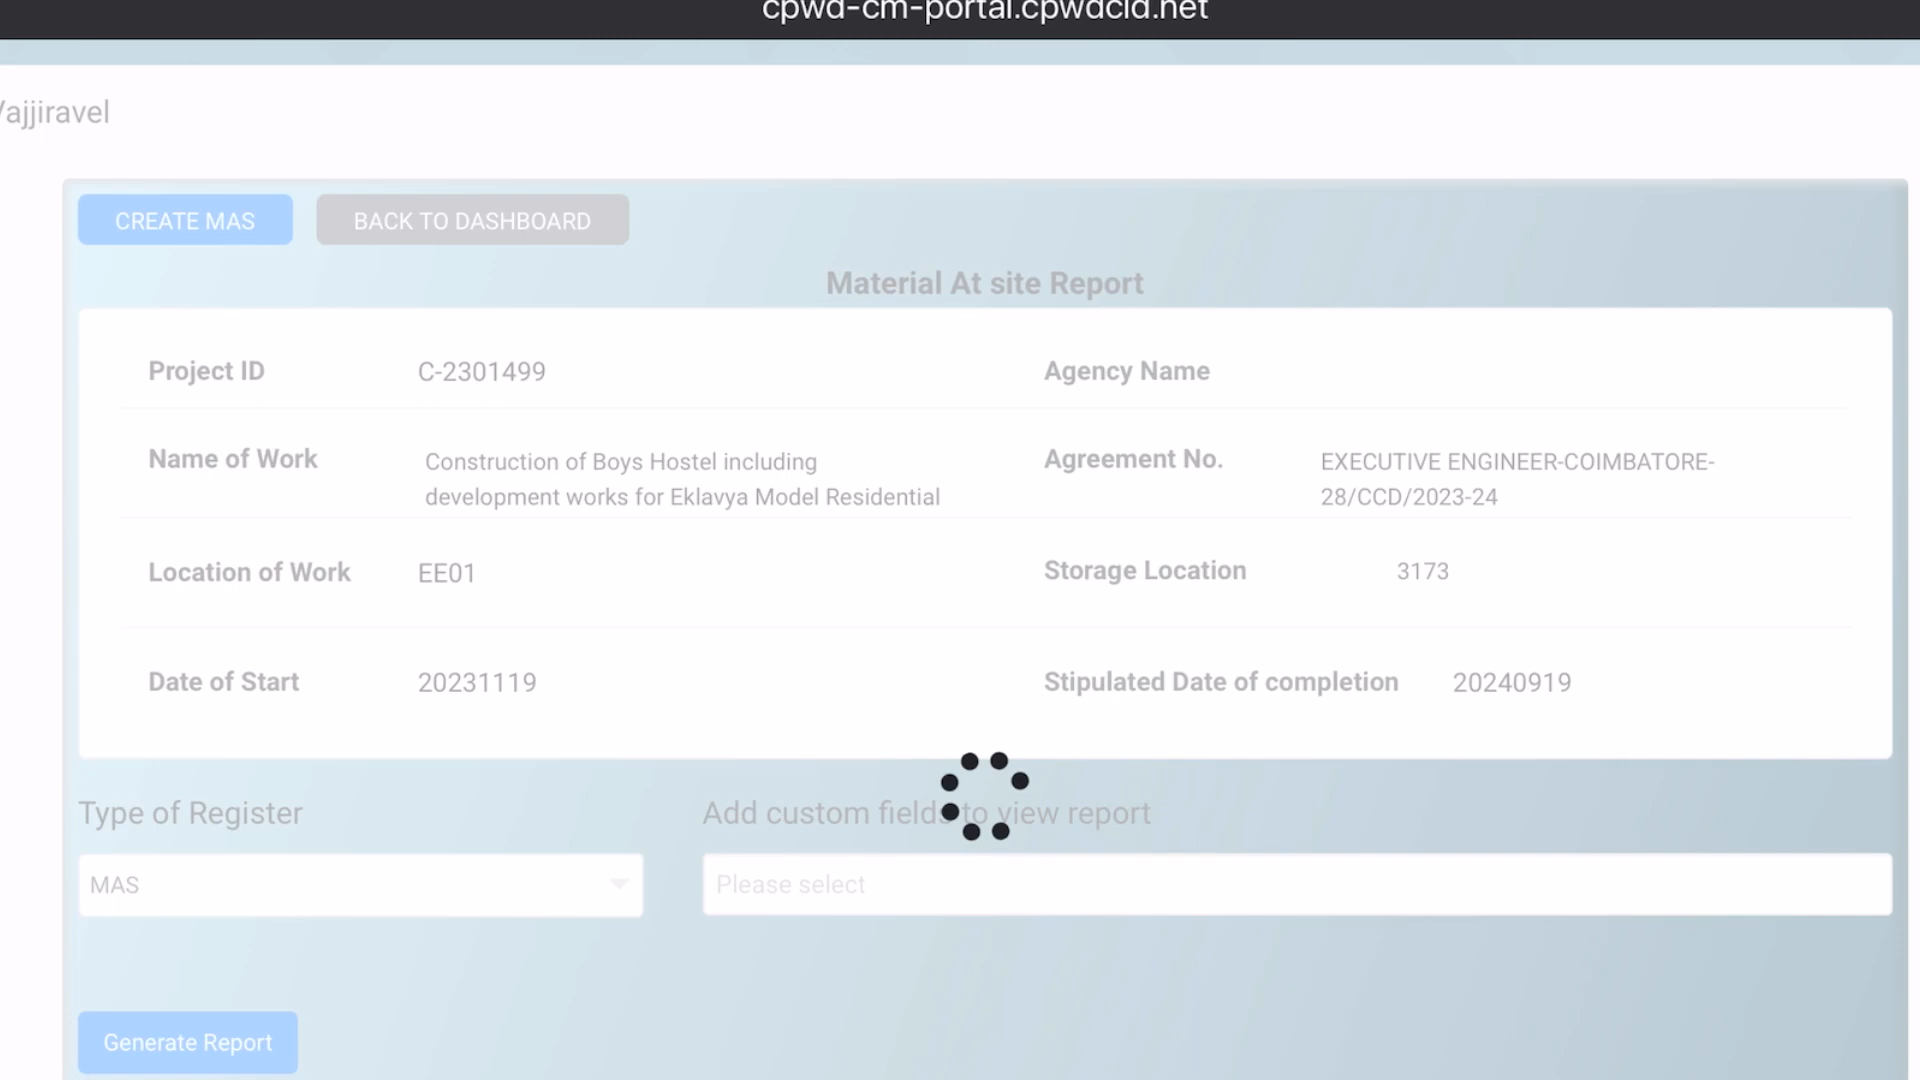 cpwd-cm-portal.cpwdcld.net
Vajjiravel
CREATE MAS
BACK TO DASHBOARD
Material At site Report
Project ID
C-2301499
Agency Name
Name of Work
Construction of Boys Hostel including
development works for Eklavya Model Residential
Agreement No.
EXECUTIVE ENGINEER-COIMBATORE-
28/CCD/2023-24
Location of Work
EE01
Storage Location
3173
Date of Start
20231119
Stipulated Date of completion
20240919
Type of Register
Add custom fields to view report
MAS
Please select
Generate Report